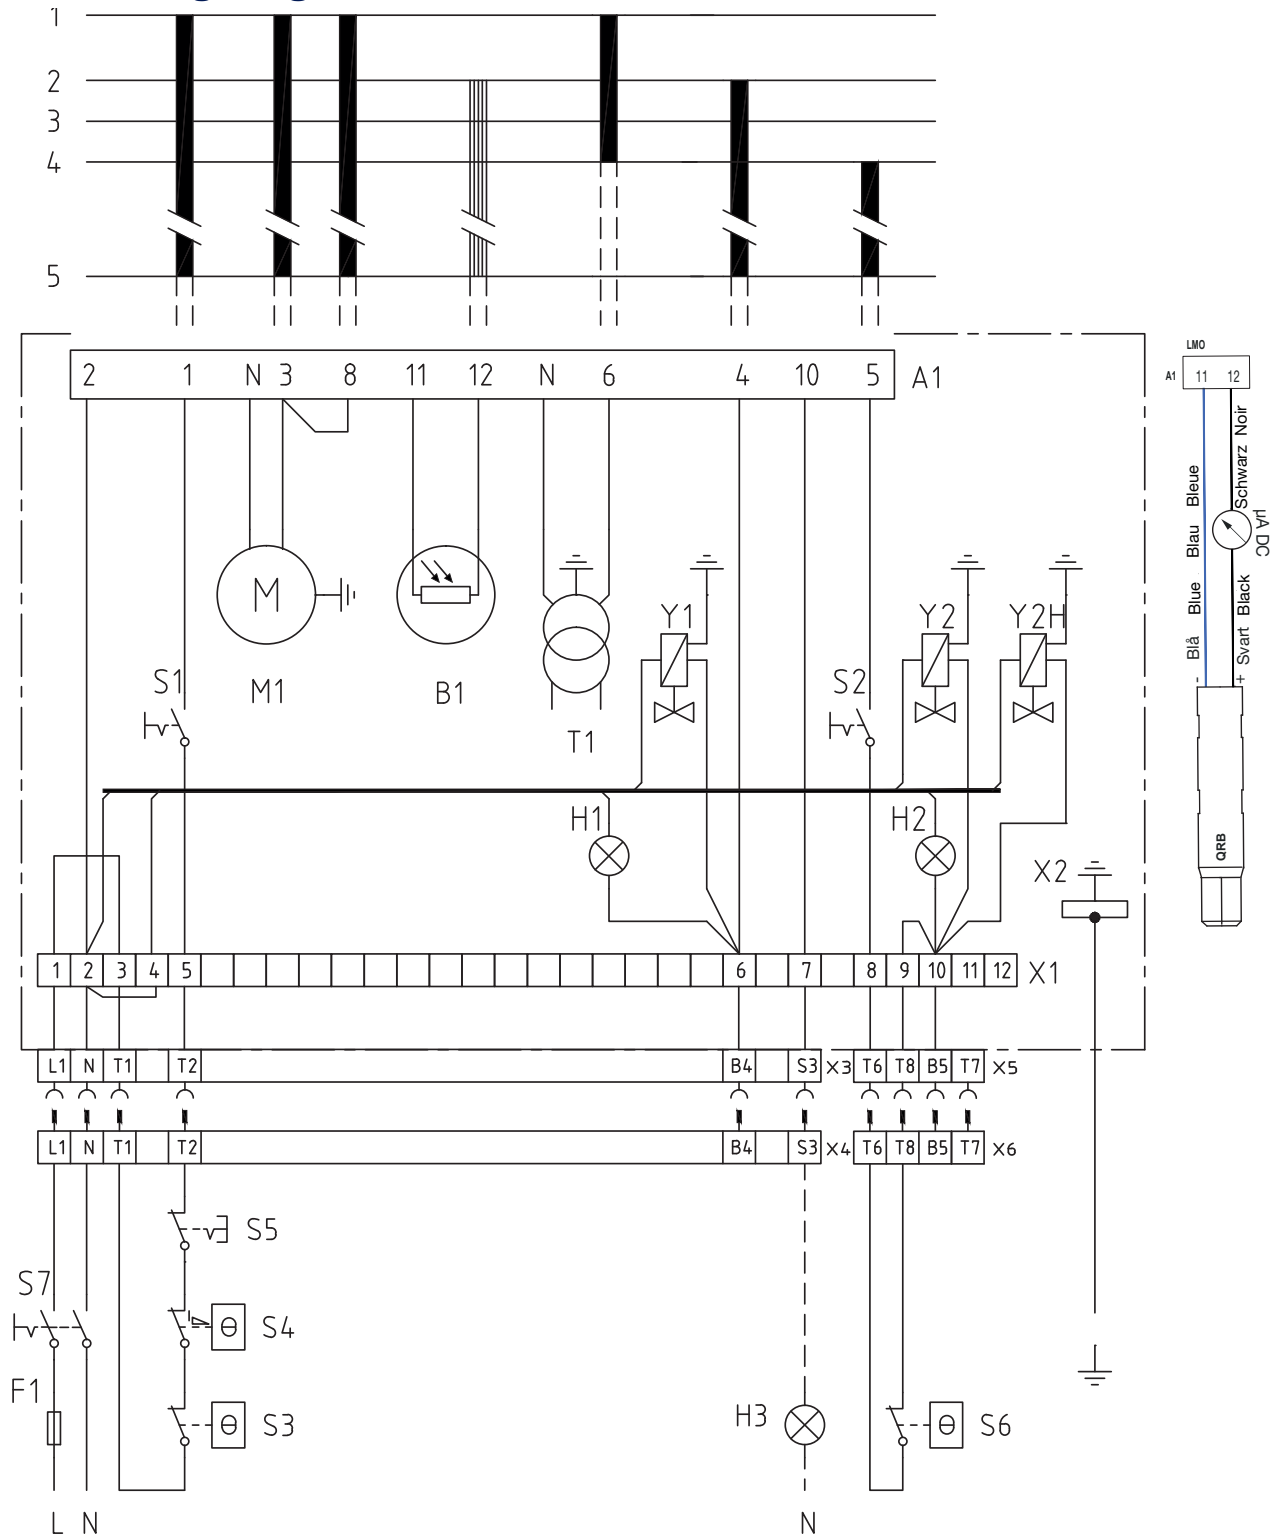 1
2
3
4
5
2 1 N 3 8 11 12 N 6 4 10 5 A1
LMO
A1 11 12
Blå Blue Blau Bleue
Schwarz Noir
µA DC
- + Svart Black
QRB
M
M1
B1
T1
Y1
Y2
Y2H
S1
S2
H1
H2
X2
1 2 3 4 5 6 7 8 9 10 11 12 X1
L1 N T1 T2 B4 S3 X3 T6 T8 B5 T7 X5
L1 N T1 T2 B4 S3 X4 T6 T8 B5 T7 X6
S5
S7
θ S4
F1
θ S3
H3
θ S6
L N N